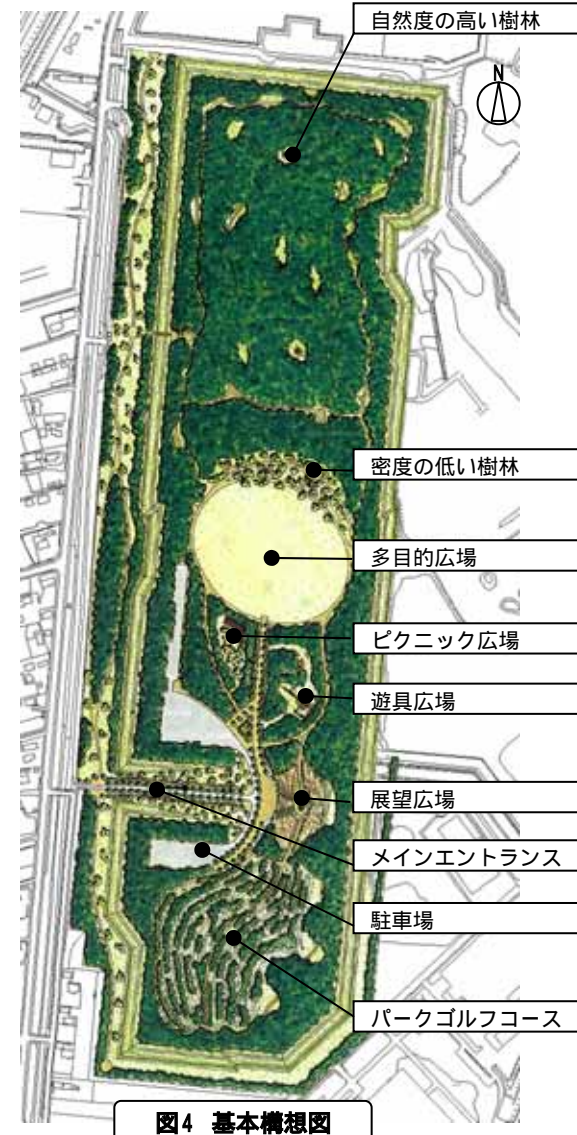 自然度の高い樹林
N
密度の低い樹林
多目的広場
ピクニック広場
遊具広場
展望広場
メインエントランス
駐車場
パークゴルフコース
図4 基本構想図